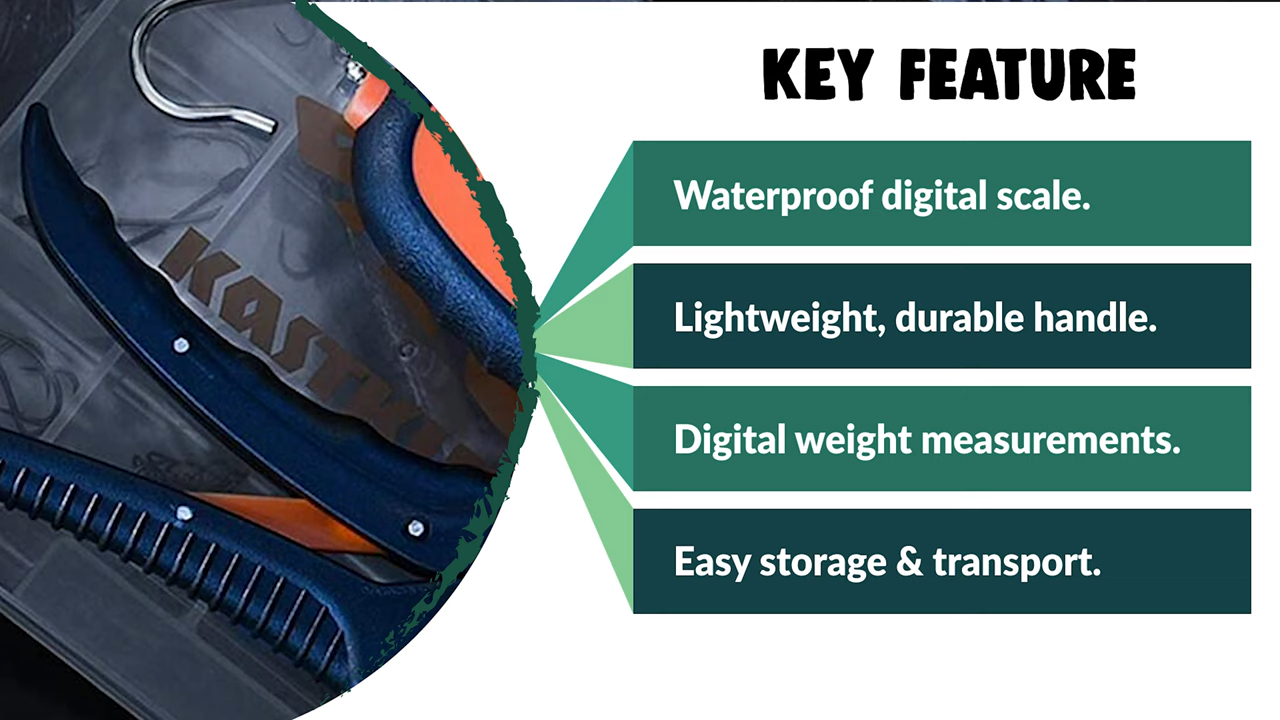 KEY FEATURE
Waterproof digital scale.
Lightweight, durable handle.
Digital weight measurements.
Easy storage & transport.